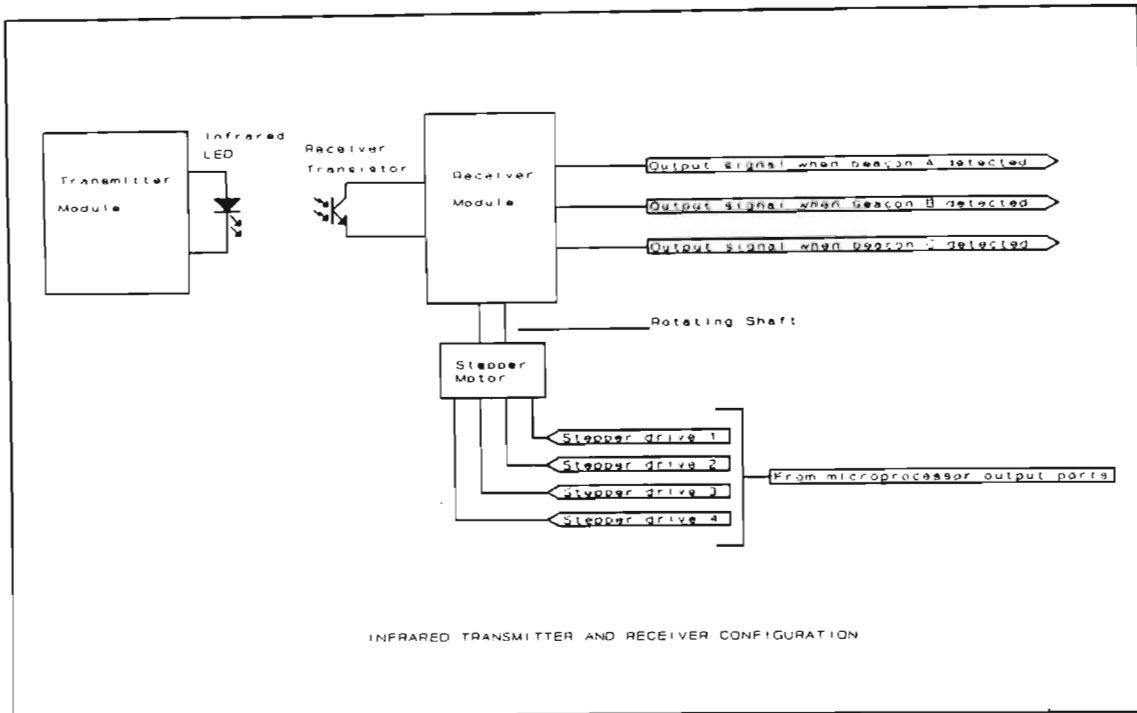 Infrared
LED
Transmitter
Module
Receiver
Transistor
Receiver
Module
Output signal when beacon A detected
Output signal when beacon B detected
Output signal when beacon C detected
Rotating Shaft
Stepper
Motor
Stepper drive 1
Stepper drive 2
Stepper drive 3
Stepper drive 4
From microprocessor output ports
INFRARED TRANSMITTER AND RECEIVER CONFIGURATION